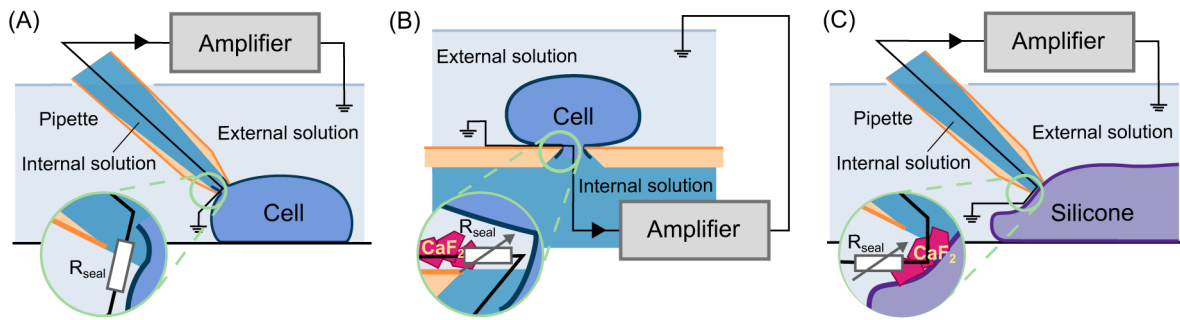 (A)
Amplifier
Pipette
External solution
Internal solution
Cell
Rseal
(B)
External solution
Cell
Internal solution
Amplifier
Rseal
CaF2
(C)
Amplifier
Pipette
External solution
Internal solution
Silicone
Rseal
CaF2